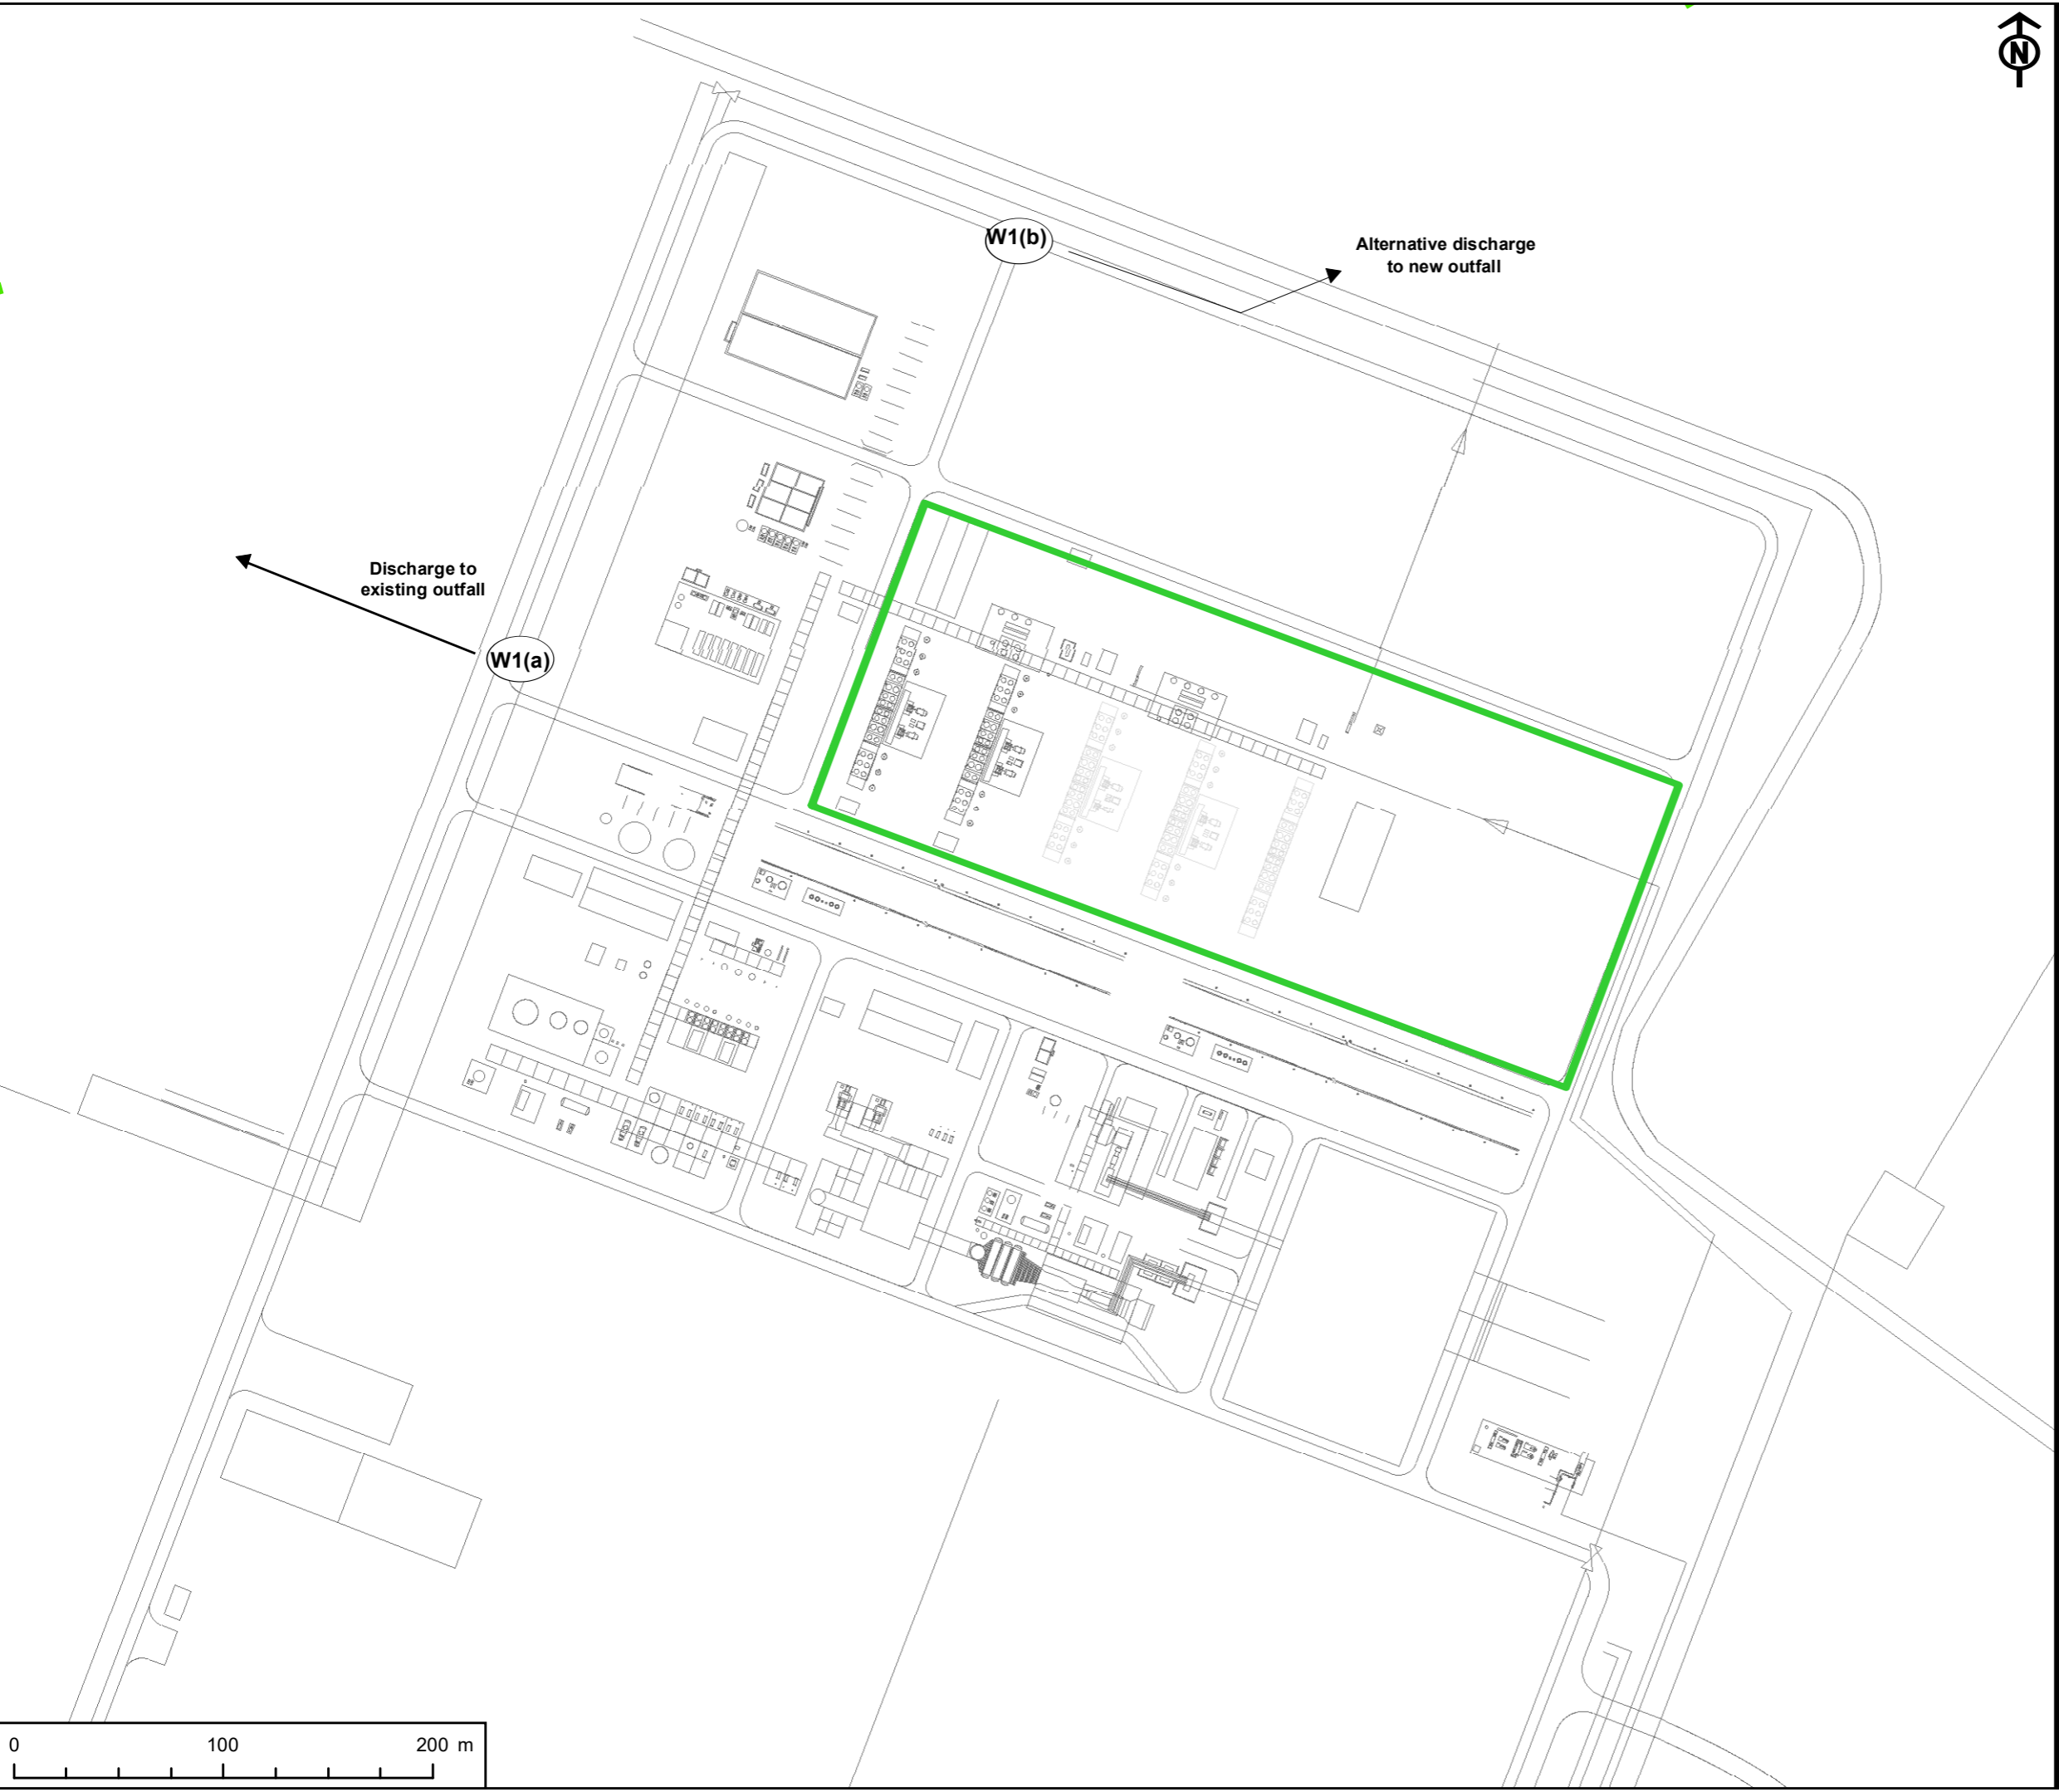 N
W1(b)
Alternative discharge
to new outfall
Discharge to
existing outfall
W1(a)
0 100 200 m